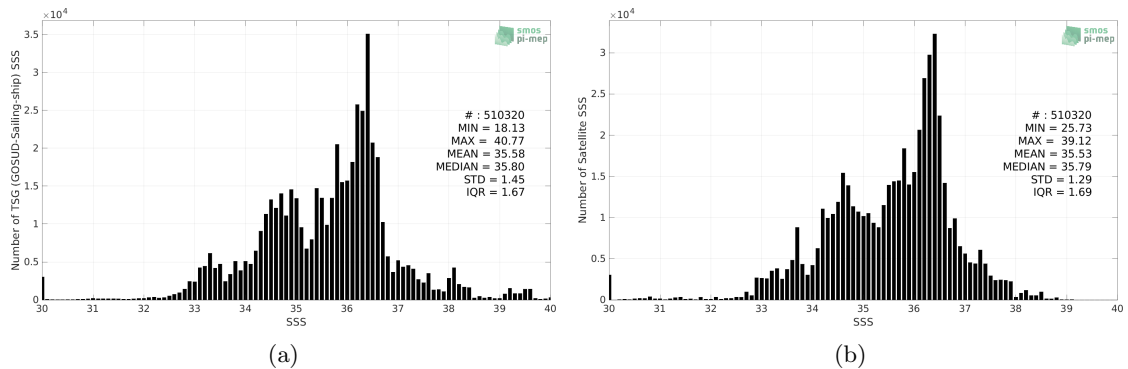 ×10⁴
3.5
3
2.5
2
1.5
1
0.5
0
30 31 32 33 34 35 36 37 38 39 40
SSS
Number of TSG (GOSUD-Sailing-ship) SSS
smos
pi-mep
# : 510320
MIN = 18.13
MAX = 40.77
MEAN = 35.58
MEDIAN = 35.80
STD = 1.45
IQR = 1.67
(a)
×10⁴
3
2.5
2
1.5
1
0.5
0
30 31 32 33 34 35 36 37 38 39 40
SSS
Number of Satellite SSS
smos
pi-mep
# : 510320
MIN = 25.73
MAX = 39.12
MEAN = 35.53
MEDIAN = 35.79
STD = 1.29
IQR = 1.69
(b)